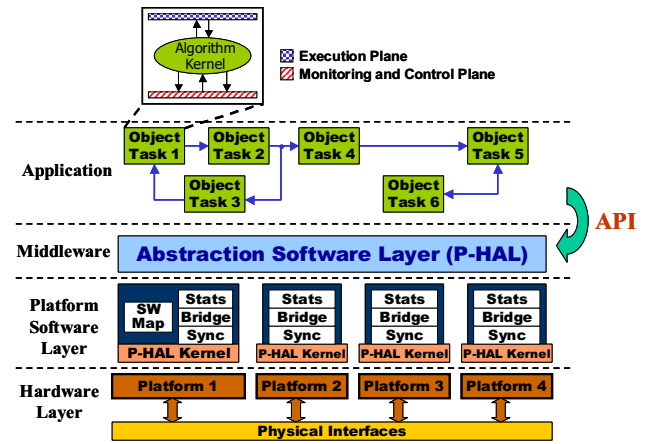 Algorithm
Kernel
Execution Plane
Monitoring and Control Plane
Application
Object
Task 1
Object
Task 2
Object
Task 4
Object
Task 5
Object
Task 3
Object
Task 6
API
Middleware
Abstraction Software Layer (P-HAL)
Platform
Software
Layer
SW
Map
Stats
Bridge
Sync
P-HAL Kernel
Stats
Bridge
Sync
P-HAL Kernel
Stats
Bridge
Sync
P-HAL Kernel
Stats
Bridge
Sync
P-HAL Kernel
Hardware
Layer
Platform 1
Platform 2
Platform 3
Platform 4
Physical Interfaces